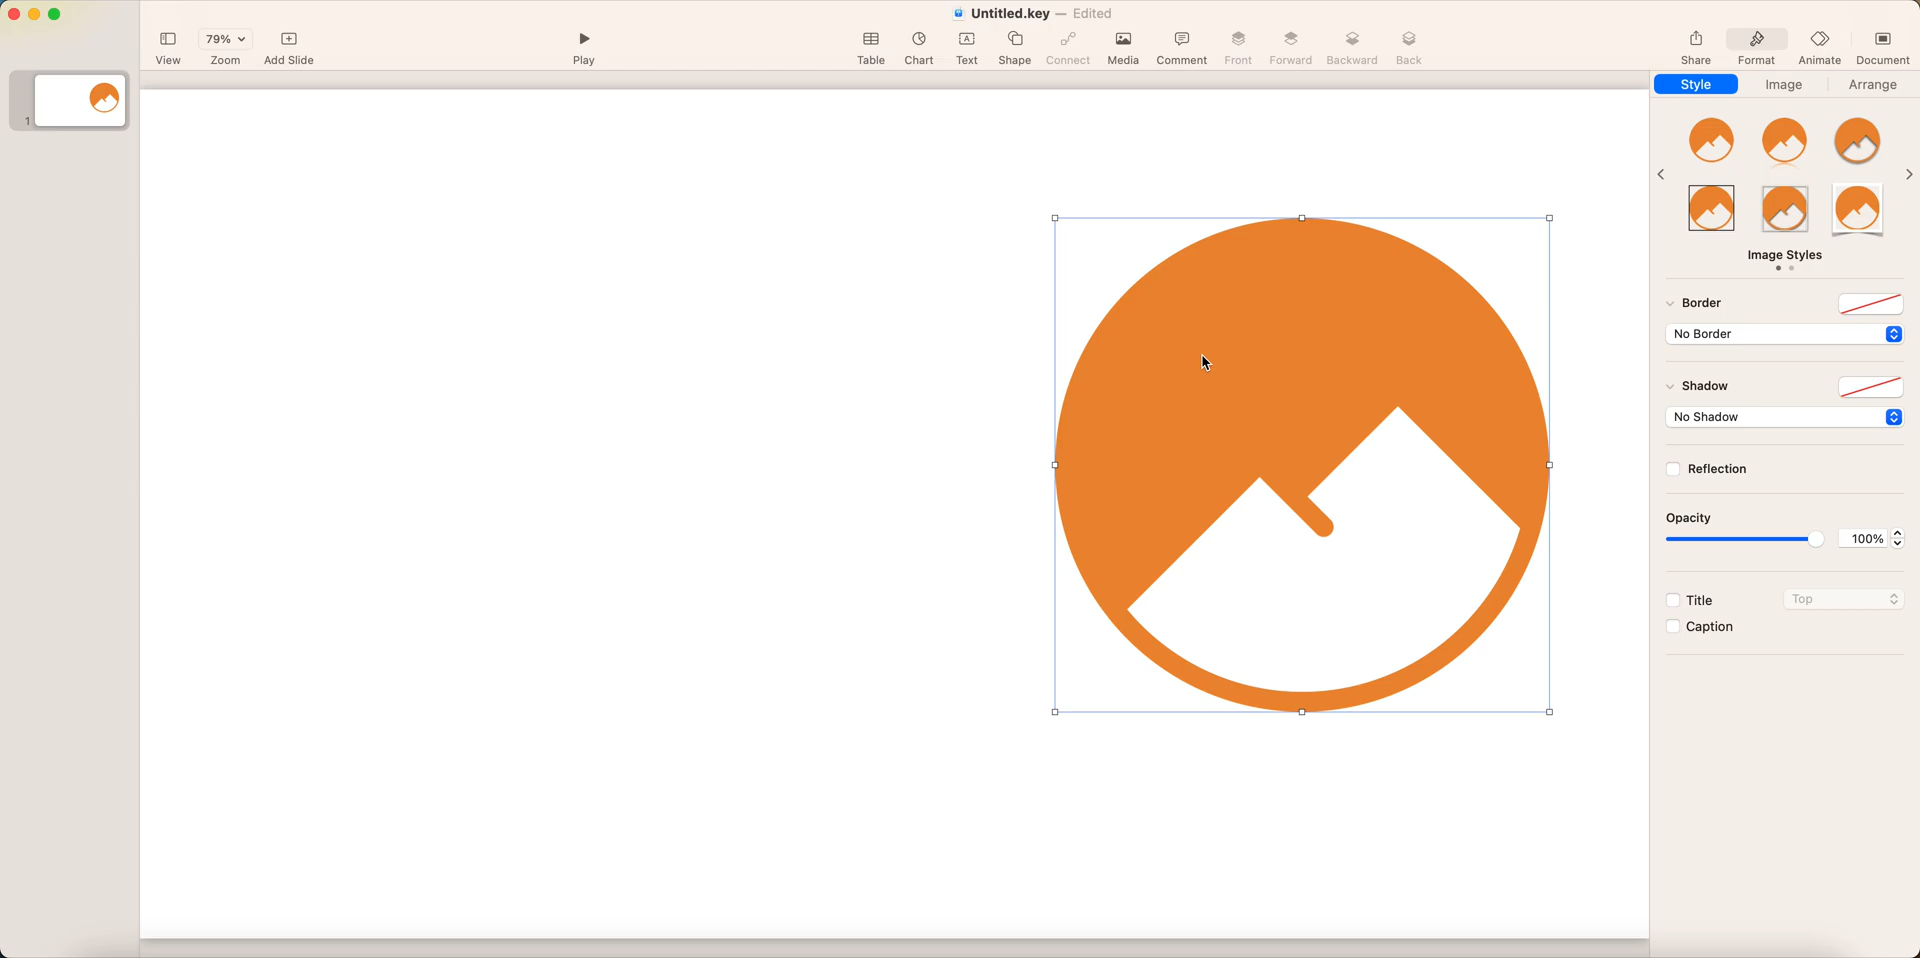 Untitled.key — Edited
View
79%
Zoom
Add Slide
Play
Table
Chart
Text
Shape
Connect
Media
Comment
Front
Forward
Backward
Back
Share
Format
Animate
Document
1
Style
Image
Arrange
Image Styles
Border
No Border
Shadow
No Shadow
Reflection
Opacity
100%
Title
Top
Caption